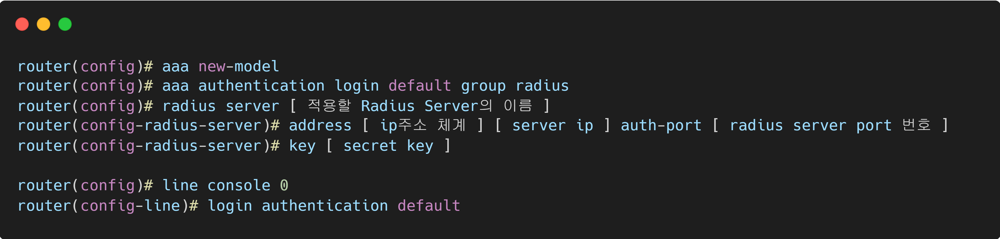 router(config)# aaa new-model
router(config)# aaa authentication login default group radius
router(config)# radius server [ 적용할 Radius Server의 이름 ]
router(config-radius-server)# address [ ip주소 체계 ] [ server ip ] auth-port [ radius server port 번호 ]
router(config-radius-server)# key [ secret key ]
router(config)# line console 0
router(config-line)# login authentication default